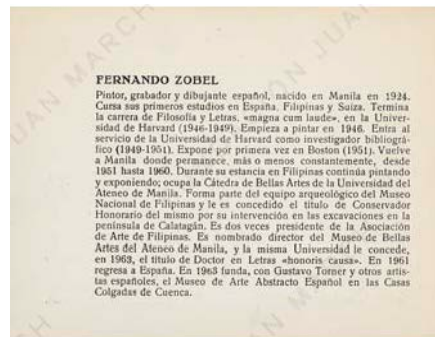 FERNANDO ZOBEL
Pintor, grabador y dibujante español, nacido en Manila en 1924.
Cursa sus primeros estudios en España. Filipinas y Suiza. Termina
la carrera de Filosofía y Letras, «magna cum laude», en la Univer-
sidad de Harvard (1946-1949). Empieza a pintar en 1946. Entra al
servicio de la Universidad de Harvard como investigador bibliográ-
fico (1949-1951). Expone por primera vez en Boston (1951). Vuelve
a Manila donde permanece, más o menos constantemente, desde
1951 hasta 1960. Durante su estancia en Filipinas continúa pintando
y exponiendo; ocupa la Cátedra de Bellas Artes de la Universidad del
Ateneo de Manila. Forma parte del equipo arqueológico del Museo
Nacional de Filipinas y le es concedido el título de Conservador
Honorario del mismo por su intervención en las excavaciones en la
península de Calatagán. Es dos veces presidente de la Asociación
de Arte de Filipinas. Es nombrado director del Museo de Bellas
Artes del Ateneo de Manila, y la misma Universidad le concede,
en 1963, el título de Doctor en Letras «honoris causa». En 1961
regresa a España. En 1963 funda, con Gustavo Torner y otros artis-
tas españoles, el Museo de Arte Abstracto Español en las Casas
Colgadas de Cuenca.